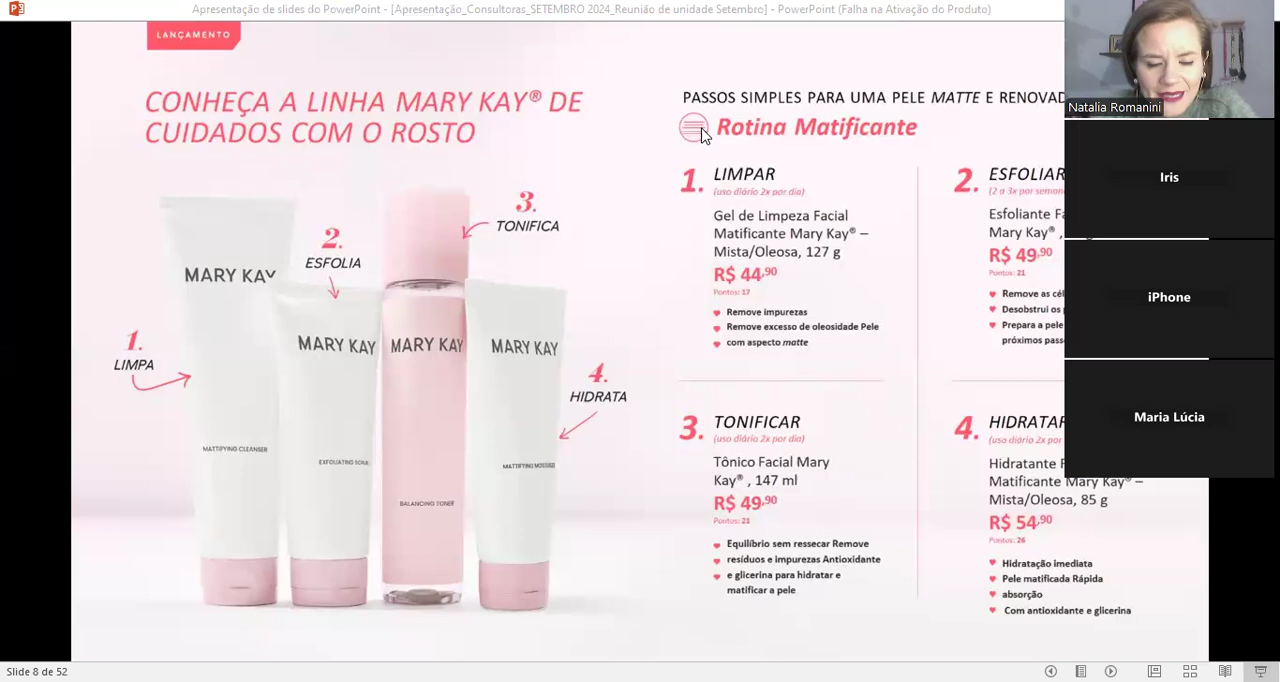 Apresentação de slides do PowerPoint - [Apresentação_Consultoras_SETEMBRO 2024_Reunião de unidade Setembro] - PowerPoint (Falha na Ativação do Produto)
LANÇAMENTO
CONHEÇA A LINHA MARY KAY® DE
CUIDADOS COM O ROSTO
1.
LIMPA
2.
ESFOLIA
3.
TONIFICA
4.
HIDRATA
MARY KAY
MATTIFYING CLEANSER
MARY KAY
EXFOLIATING SCRUB
MARY KAY
BALANCING TONER
MARY KAY
MATTIFYING
PASSOS SIMPLES PARA UMA PELE MATTE E RENOVAD
Rotina Matificante
1. LIMPAR
(uso diário 2x por dia)
Gel de Limpeza Facial
Matificante Mary Kay® –
Mista/Oleosa, 127 g
R$ 44,90
Pontos: 17
Remove impurezas
Remove excesso de oleosidade Pele
com aspecto matte
2. ESFOLIAR
(2 a 3x por seman
Esfoliante
Mary Kay® ,
R$ 49,90
Pontos: 21
Remove as cél
Desobstrui os
Prepara a pele
próximos pass
3. TONIFICAR
(uso diário 2x por dia)
Tônico Facial Mary
Kay® , 147 ml
R$ 49,90
Pontos: 21
Equilíbrio sem ressecar Remove
resíduos e impurezas Antioxidante
e glicerina para hidratar e
matificar a pele
4. HIDRATAR
(uso diário 2x por
Hidratante
Matificante Mary Kay® –
Mista/Oleosa, 85 g
R$ 54,90
Pontos: 26
Hidratação imediata
Pele matificada Rápida
absorção
Com antioxidante e glicerina
Natalia Romanini
Iris
iPhone
Maria Lúcia
Slide 8 de 52